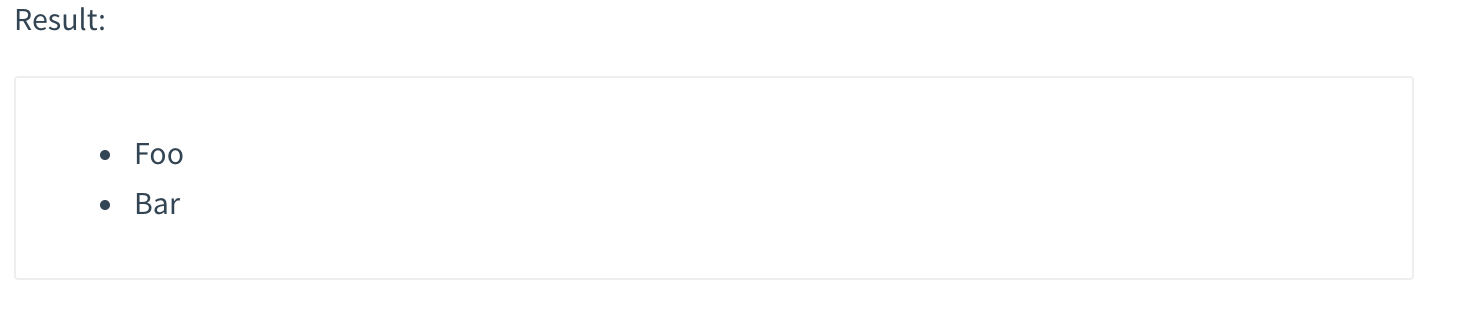 Result:
• Foo
• Bar